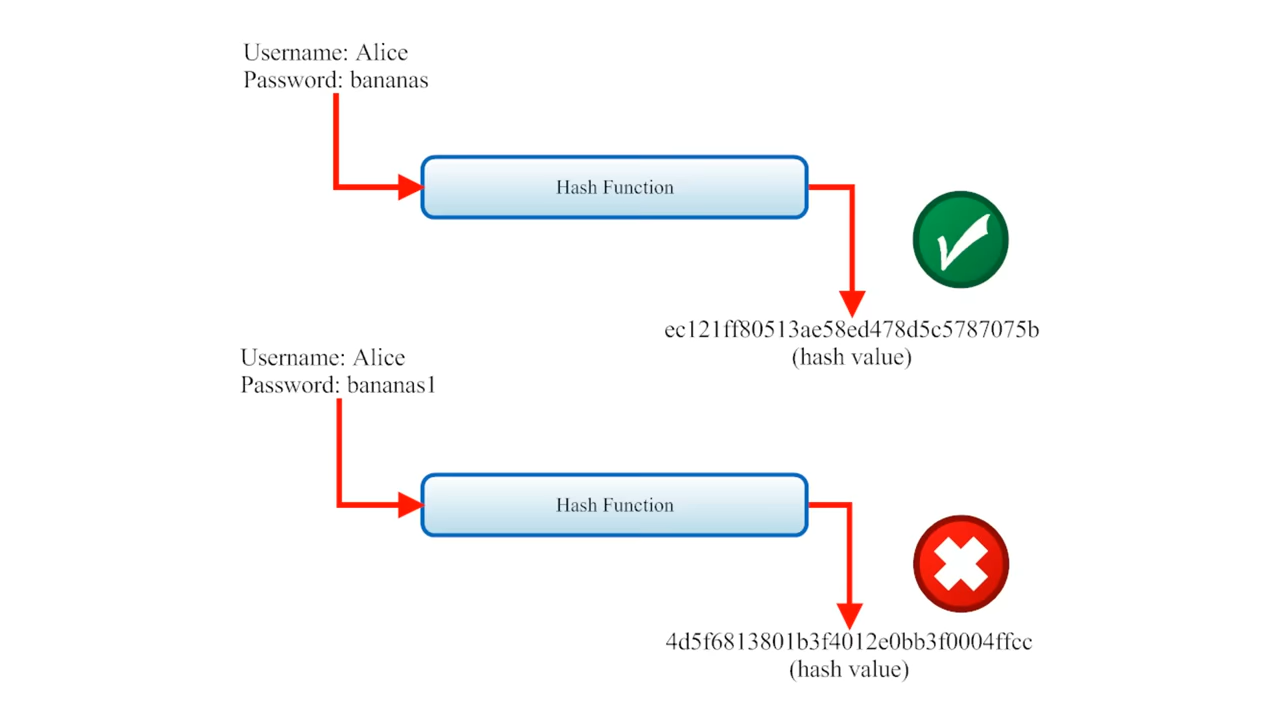 Username: Alice
Password: bananas
Hash Function
ec121ff80513ae58ed478d5c5787075b
(hash value)
Username: Alice
Password: bananas1
Hash Function
4d5f6813801b3f4012e0bb3f0004ffcc
(hash value)